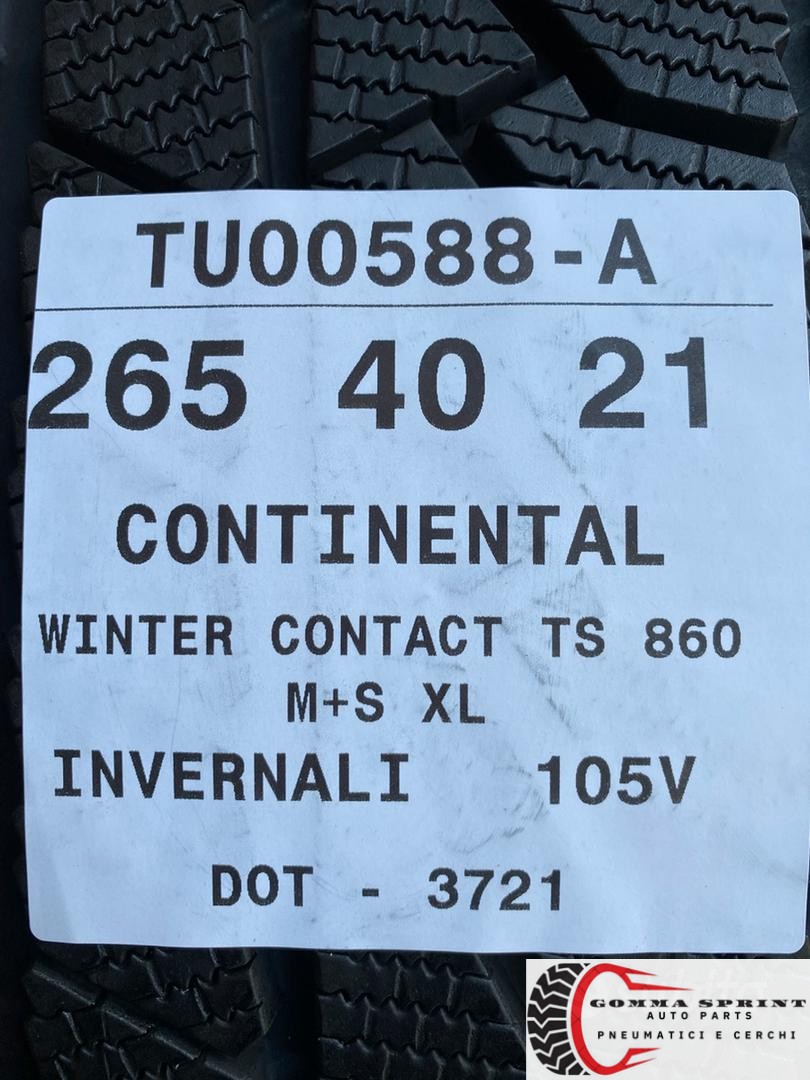 TU00588-A
265 40 21
CONTINENTAL
WINTER CONTACT TS 860
M+S XL
INVERNALI 105V
DOT - 3721
GOMMA SPRINT
AUTO PARTS
PNEUMATICI E CERCHI